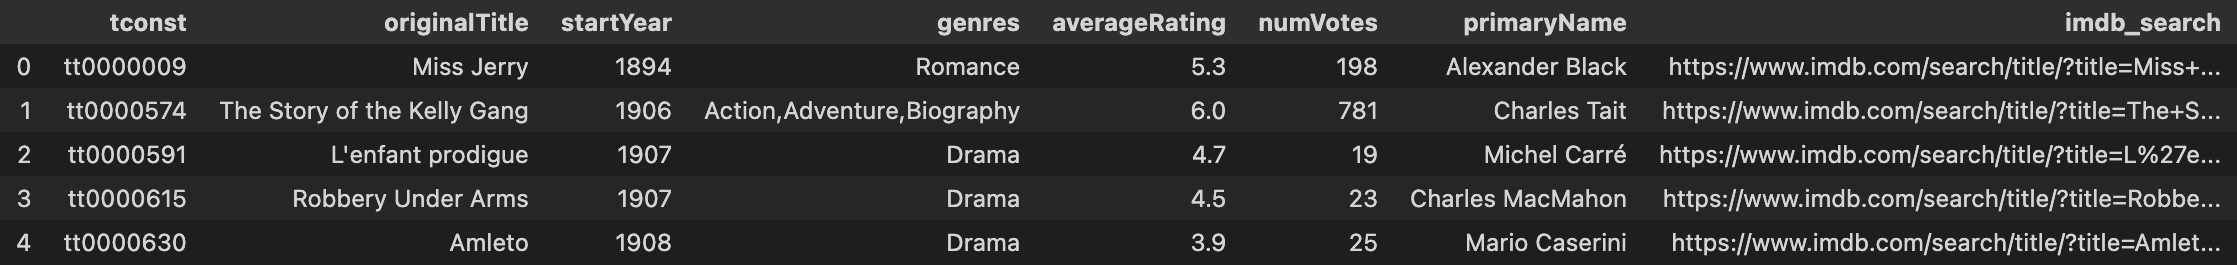 tconst originalTitle startYear genres averageRating numVotes primaryName imdb_search
0 tt0000009 Miss Jerry 1894 Romance 5.3 198 Alexander Black https://www.imdb.com/search/title/?title=Miss+...
1 tt0000574 The Story of the Kelly Gang 1906 Action,Adventure,Biography 6.0 781 Charles Tait https://www.imdb.com/search/title/?title=The+S...
2 tt0000591 L'enfant prodigue 1907 Drama 4.7 19 Michel Carré https://www.imdb.com/search/title/?title=L%27e...
3 tt0000615 Robbery Under Arms 1907 Drama 4.5 23 Charles MacMahon https://www.imdb.com/search/title/?title=Robbe...
4 tt0000630 Amleto 1908 Drama 3.9 25 Mario Caserini https://www.imdb.com/search/title/?title=Amlet...